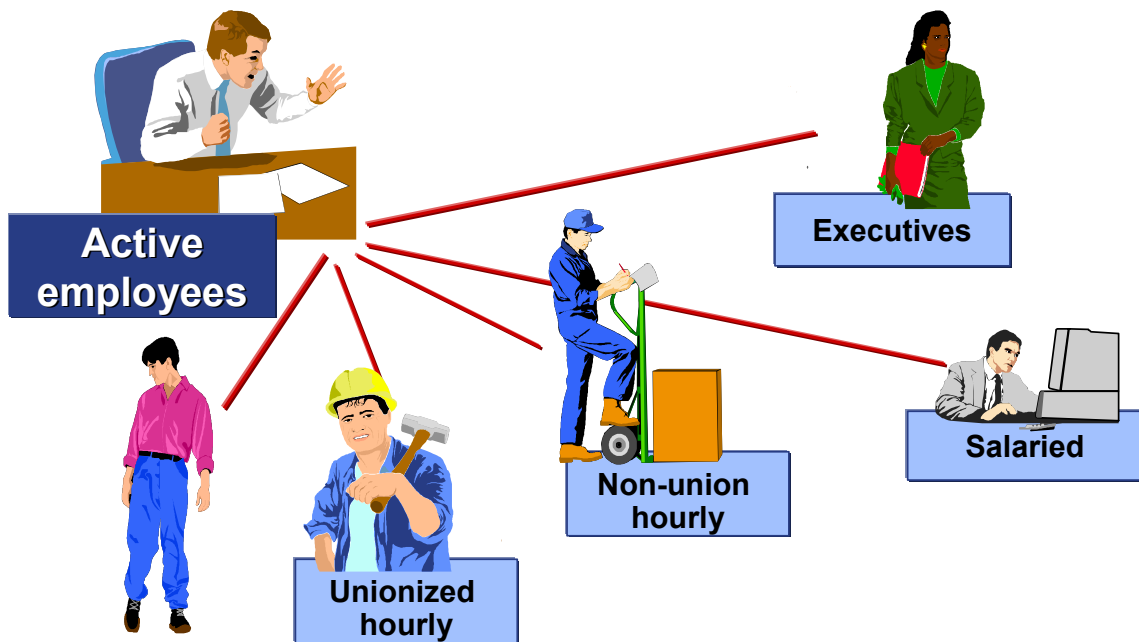 Active
employees
Executives
Salaried
Non-union
hourly
Unionized
hourly